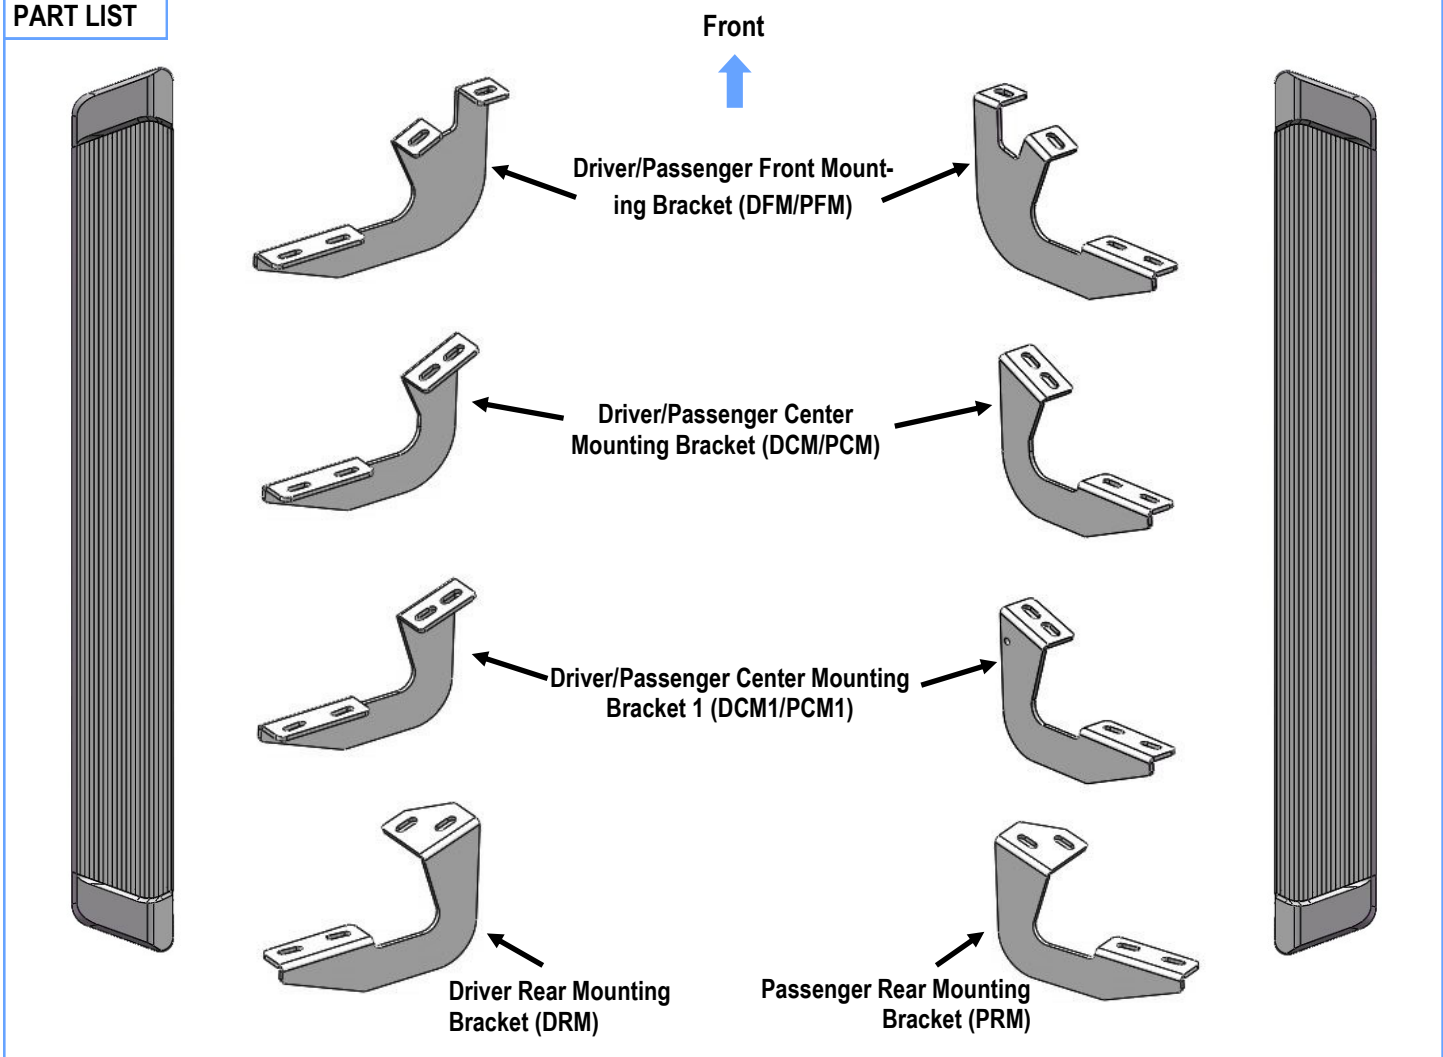 PART LIST
Front
Driver/Passenger Front Mount-
ing Bracket (DFM/PFM)
Driver/Passenger Center
Mounting Bracket (DCM/PCM)
Driver/Passenger Center Mounting
Bracket 1 (DCM1/PCM1)
Driver Rear Mounting
Bracket (DRM)
Passenger Rear Mounting
Bracket (PRM)